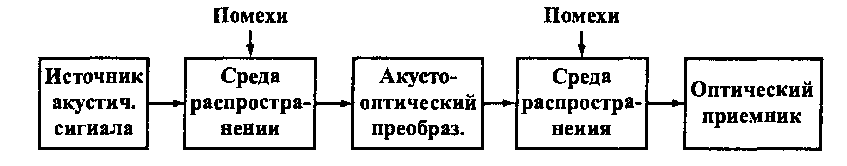 Помехи
Помехи
Источник
акустич.
сигнала
Среда
распростра-
нении
Акусто-
оптический
преобраз.
Среда
распростра-
нения
Оптический
приемник